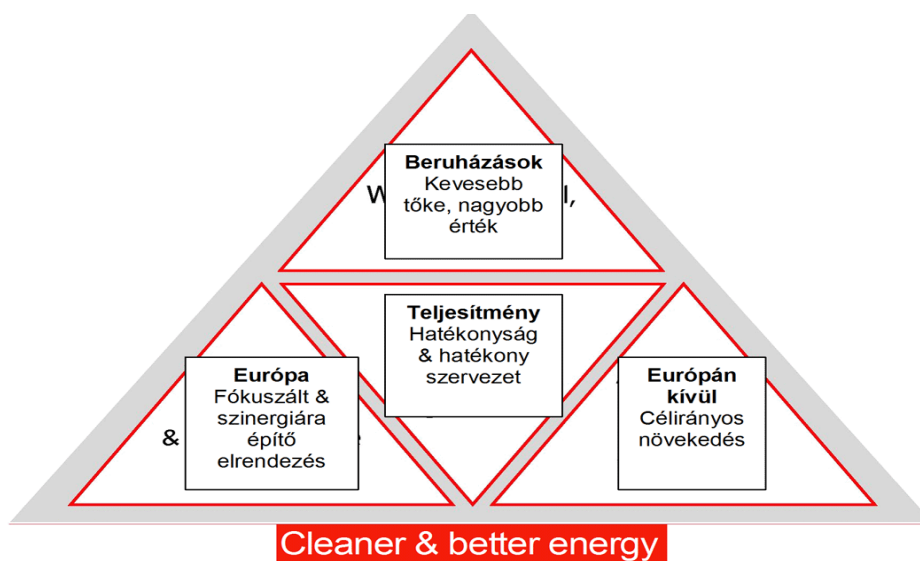 Beruházások
Kevesebb
tőke, nagyobb
érték
Teljesítmény
Hatékonyság
& hatékony
szervezet
Európa
Fókuszált &
szinergiára
építő
elrendezés
&
Európán
kívül
Célirányos
növekedés
Cleaner & better energy